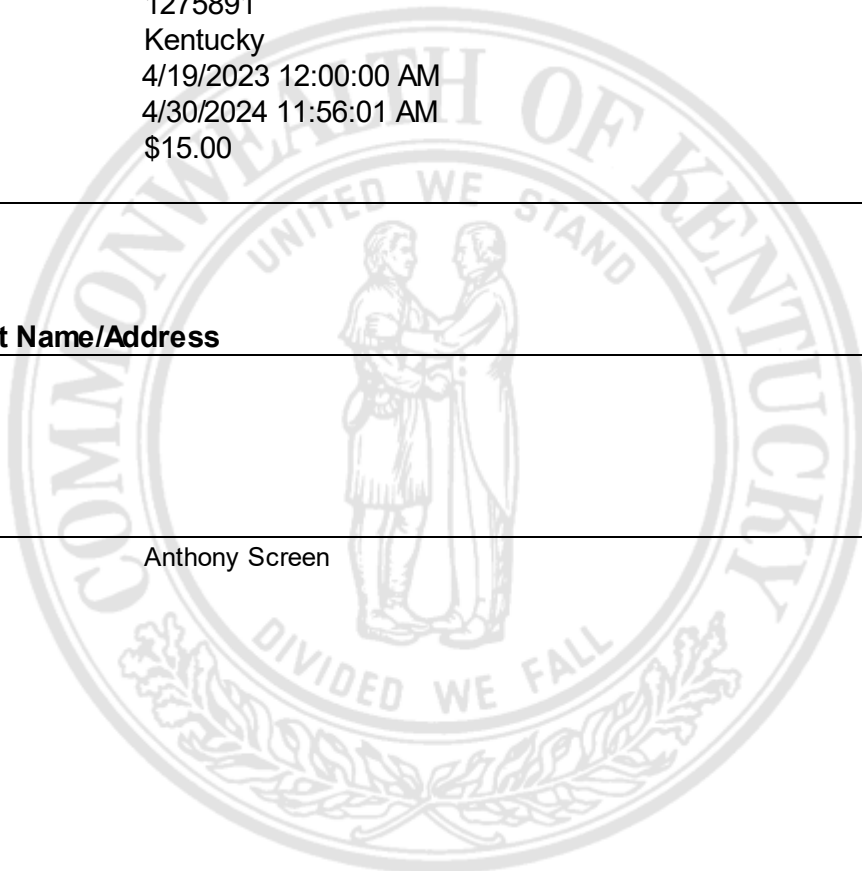 1275891
Kentucky
4/19/2023 12:00:00 AM
4/30/2024 11:56:01 AM
$15.00
COMMONWEALTH OF KENTUCKY
UNITED WE STAND
t Name/Address
Anthony Screen
DIVIDED WE FALL